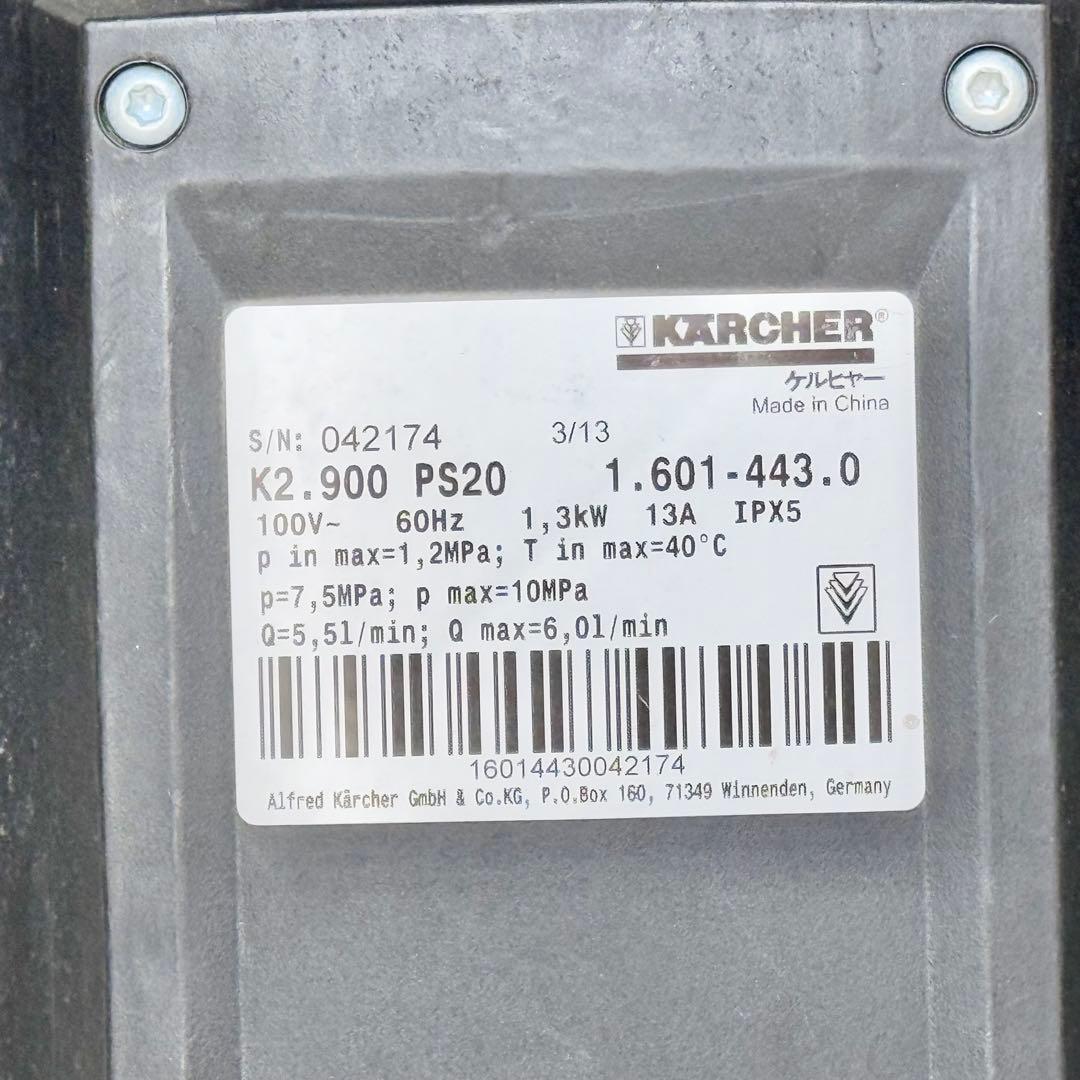 KÄRCHER®
ケルヒャー
Made in China
S/N: 042174 3/13
K2.900 PS20 1.601-443.0
100V~ 60Hz 1,3kW 13A IPX5
p in max=1,2MPa; T in max=40°C
p=7,5MPa; p max=10MPa
Q=5,5l/min; Q max=6,0l/min
16014430042174
Alfred Kärcher GmbH & Co.KG, P.O.Box 160, 71349 Winnenden, Germany